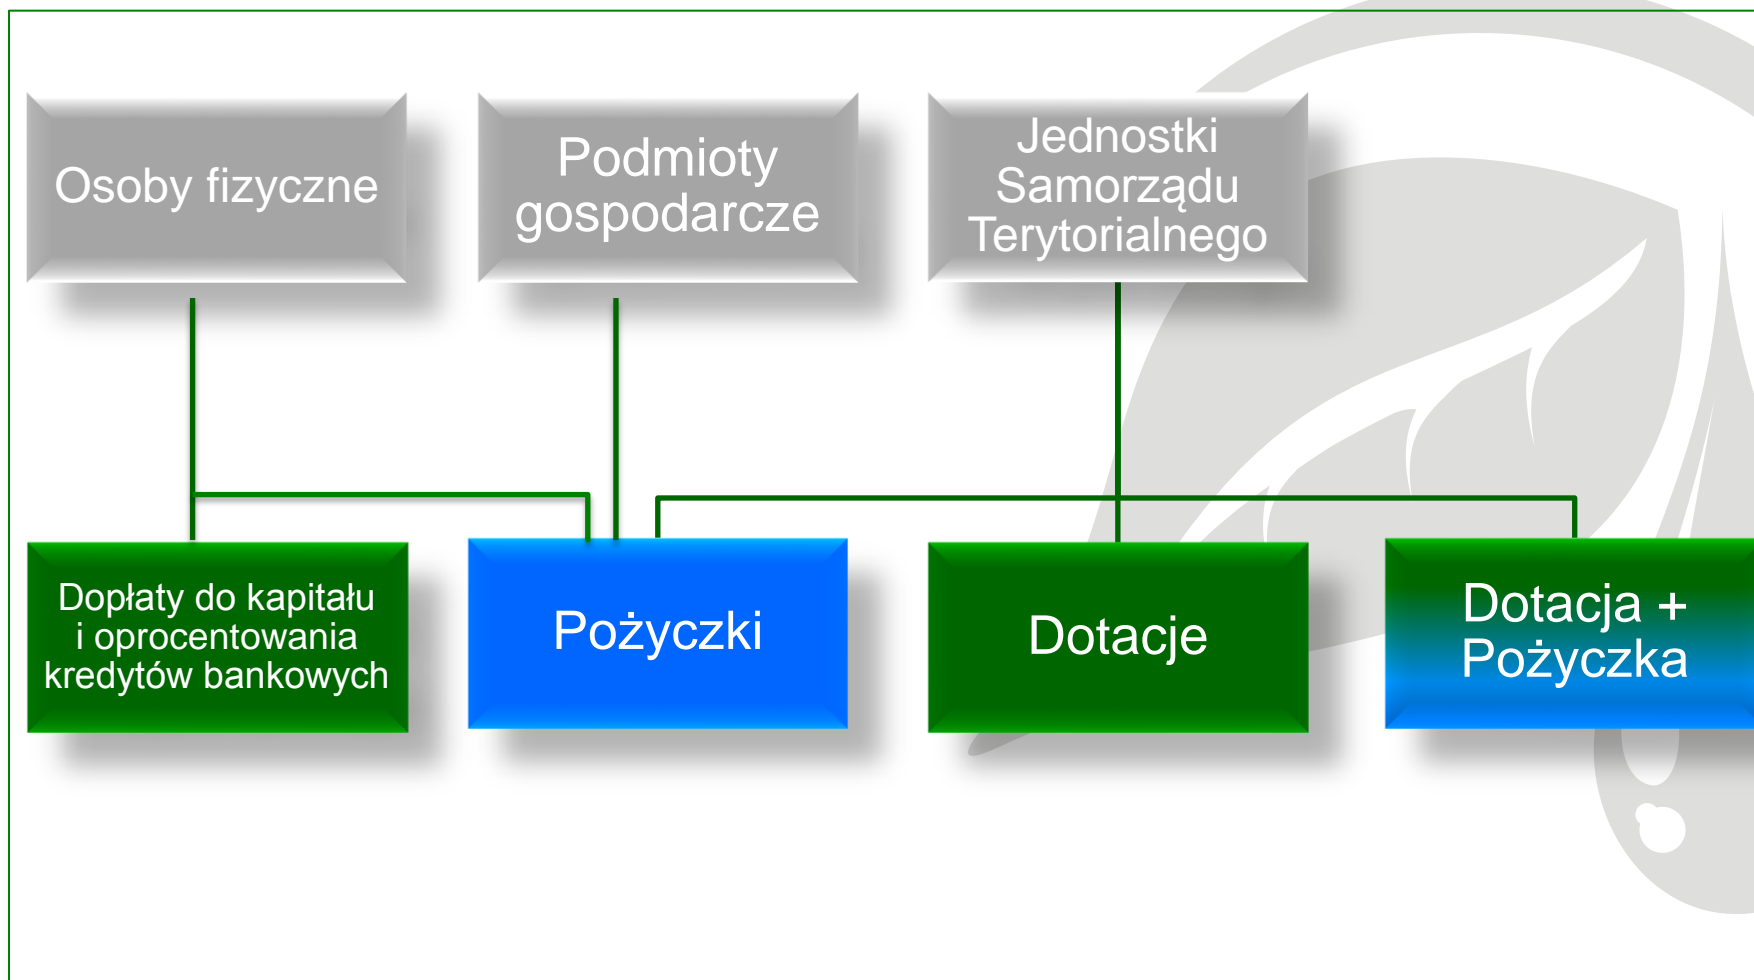 Osoby fizyczne
Podmioty
gospodarcze
Jednostki
Samorządu
Terytorialnego
Dopłaty do kapitału
i oprocentowania
kredytów bankowych
Pożyczki
Dotacje
Dotacja +
Pożyczka